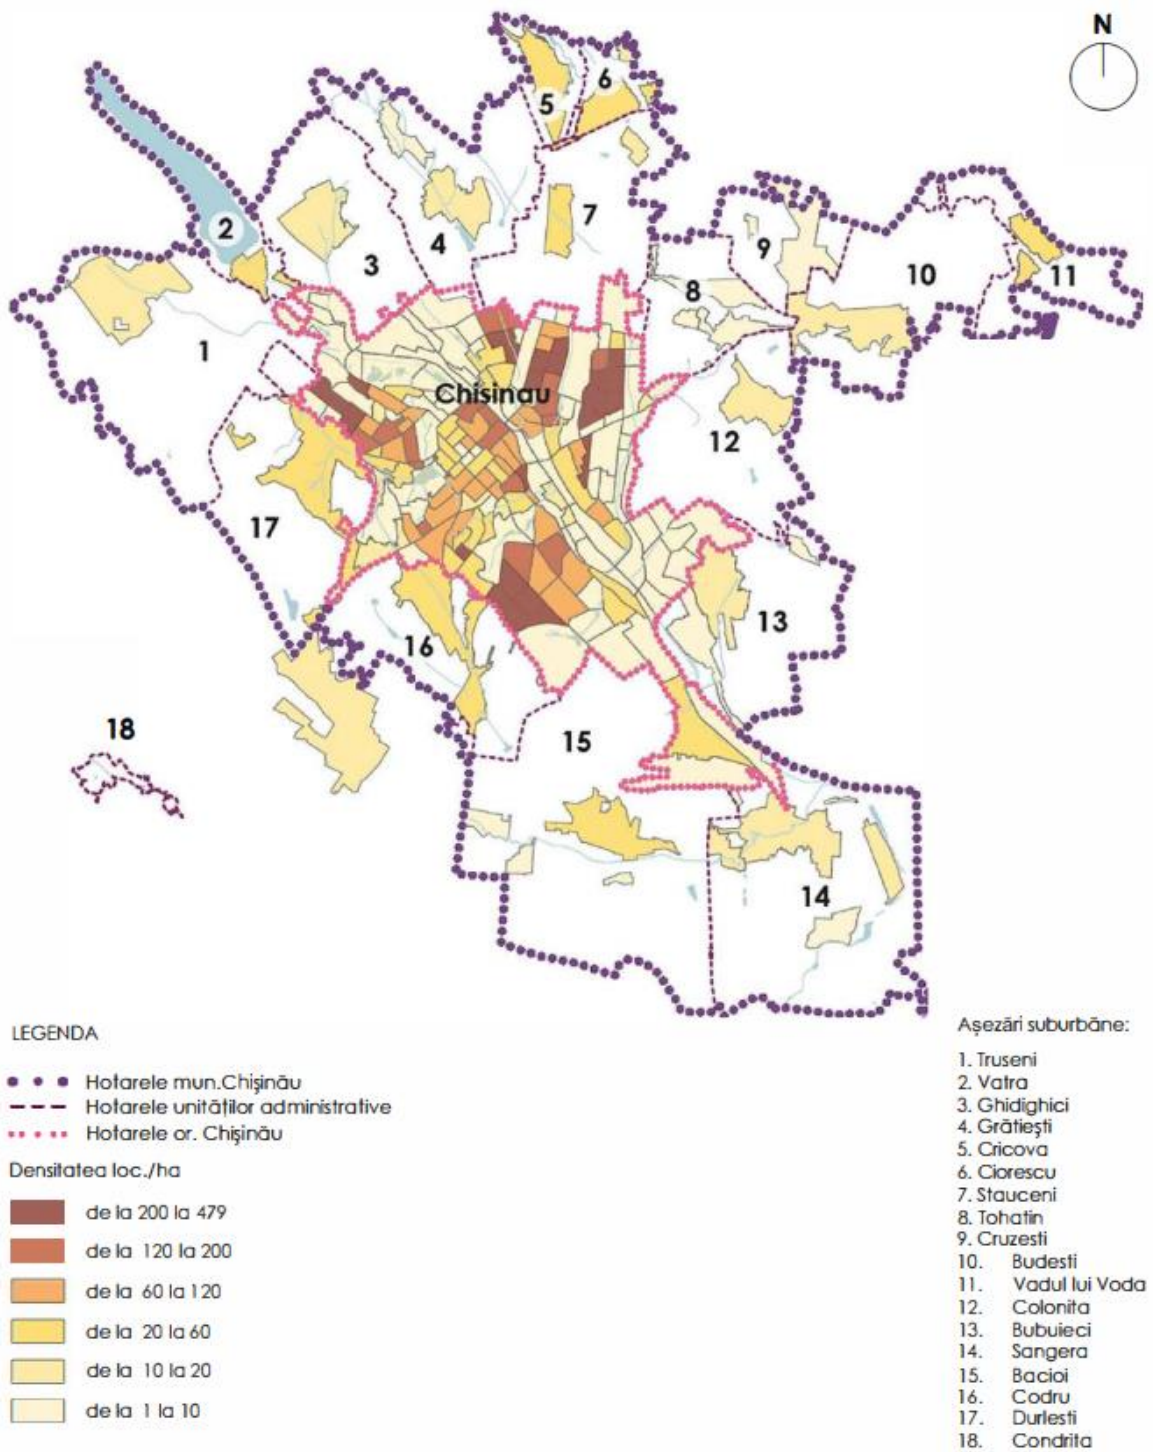 N
5
6
2
7
4
3
9
10
11
8
1
Chisinau
12
17
13
16
18
15
14
LEGENDA
Hotarele mun.Chişinău
Hotarele unităților administrative
Hotarele or. Chişinău
Densitatea loc./ha
de la 200 la 479
de la 120 la 200
de la 60 la 120
de la 20 la 60
de la 10 la 20
de la 1 la 10
Așezări suburbăne:
1. Truseni
2. Vatra
3. Ghidighici
4. Grătieşti
5. Cricova
6. Ciorescu
7. Stauceni
8. Tohatin
9. Cruzesti
10. Budesti
11. Vadul lui Voda
12. Colonita
13. Bubuieci
14. Sangera
15. Bacioi
16. Codru
17. Durlesti
18. Condrita